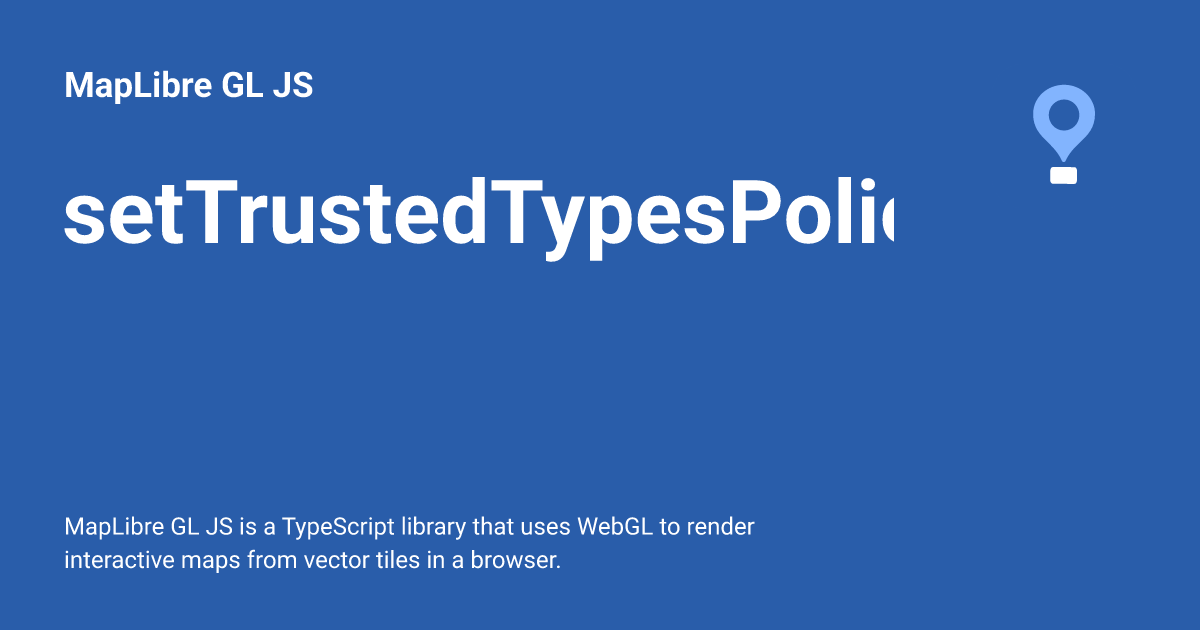 MapLibre GL JS
setTrustedTypesPolic
MapLibre GL JS is a TypeScript library that uses WebGL to render
interactive maps from vector tiles in a browser.